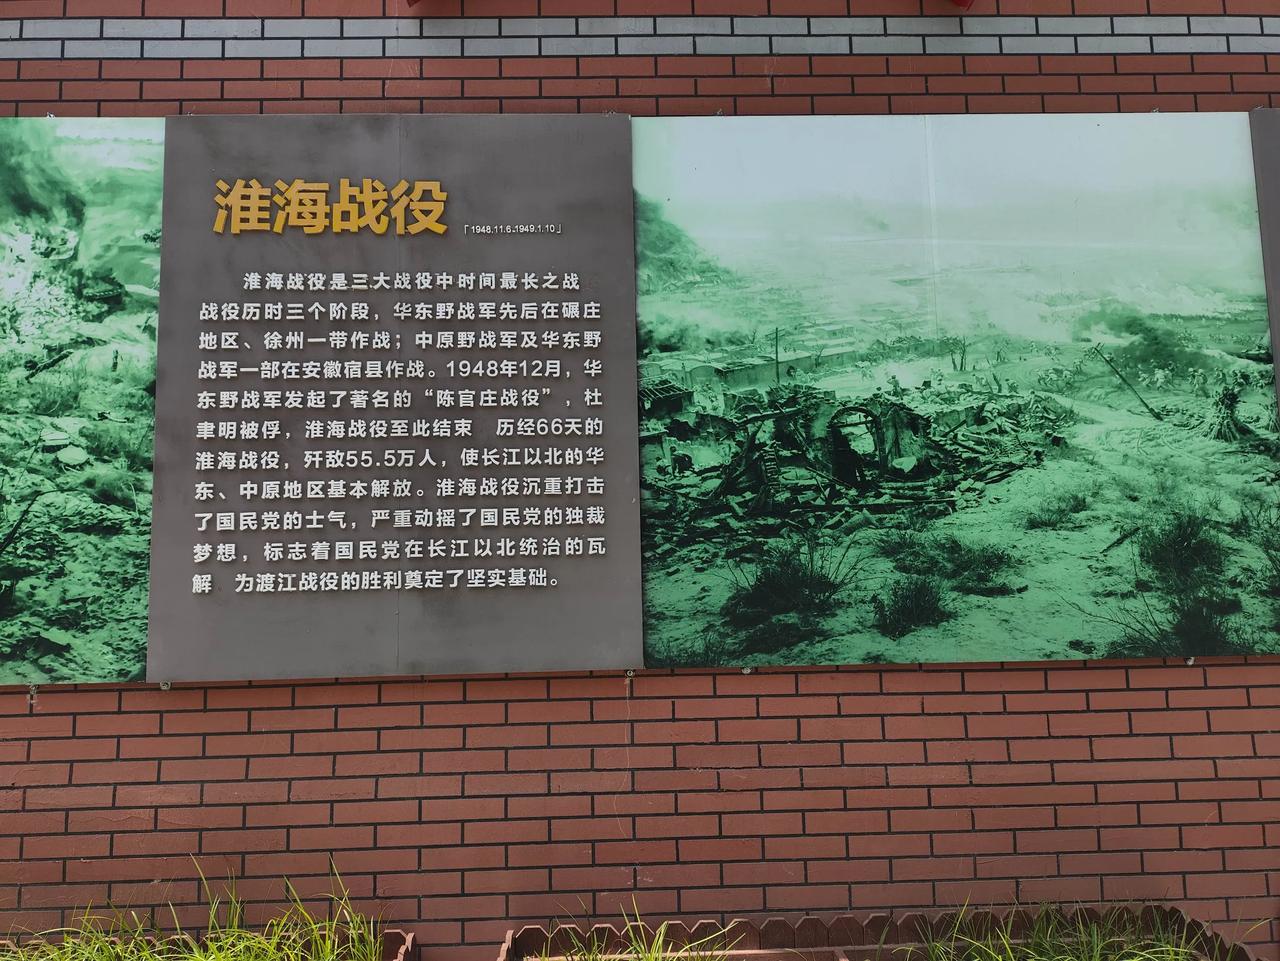 淮海战役
「1948.11.6-1949.1.10」
淮海战役是三大战役中时间最长之战
战役历时三个阶段，华东野战军先后在碾庄
地区、徐州一带作战；中原野战军及华东野
战军一部在安徽宿县作战。1948年12月，华
东野战军发起了著名的“陈官庄战役”，杜
聿明被俘，淮海战役至此结束 历经66天的
淮海战役，歼敌55.5万人，使长江以北的华
东、中原地区基本解放。淮海战役沉重打击
了国民党的士气，严重动摇了国民党的独裁
梦想，标志着国民党在长江以北统治的瓦
解 为渡江战役的胜利奠定了坚实基础。